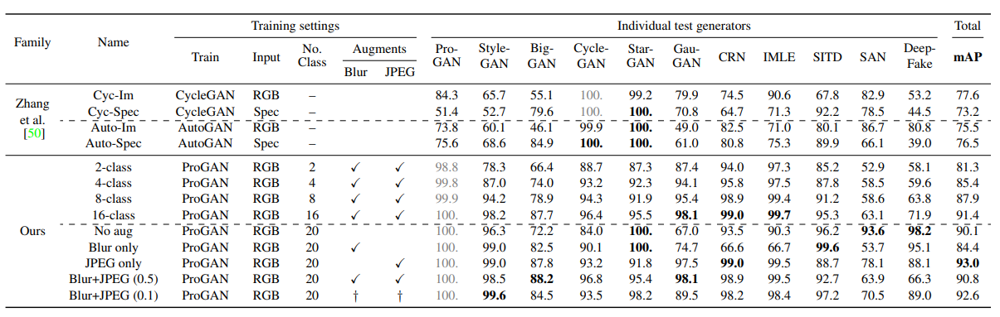 Training settings Individual test generators Total
Family Name No. Augments Pro- Style- Big- Cycle- Star- Gau- CRN IMLE SITD SAN Deep- mAP
Train Input Class Blur JPEG GAN GAN GAN GAN GAN GAN Fake
Cyc-Im CycleGAN RGB – 84.3 65.7 55.1 100. 99.2 79.9 74.5 90.6 67.8 82.9 53.2 77.6
Zhang et al. [50] Cyc-Spec CycleGAN Spec – 51.4 52.7 79.6 100. 100. 70.8 64.7 71.3 92.2 78.5 44.5 73.2
Auto-Im AutoGAN RGB – 73.8 60.1 46.1 99.9 100. 49.0 82.5 71.0 80.1 86.7 80.8 75.5
Auto-Spec AutoGAN Spec – 75.6 68.6 84.9 100. 100. 61.0 80.8 75.3 89.9 66.1 39.0 76.5
2-class ProGAN RGB 2 ✓ ✓ 98.8 78.3 66.4 88.7 87.3 87.4 94.0 97.3 85.2 52.9 58.1 81.3
4-class ProGAN RGB 4 ✓ ✓ 99.8 87.0 74.0 93.2 92.3 94.1 95.8 97.5 87.8 58.5 59.6 85.4
8-class ProGAN RGB 8 ✓ ✓ 99.9 94.2 78.9 94.3 91.9 95.4 98.9 99.4 91.2 58.6 63.8 87.9
16-class ProGAN RGB 16 ✓ ✓ 100. 98.2 87.7 96.4 95.5 98.1 99.0 99.7 95.3 63.1 71.9 91.4
Ours No aug ProGAN RGB 20 100. 96.3 72.2 84.0 100. 67.0 93.5 90.3 96.2 93.6 98.2 90.1
Blur only ProGAN RGB 20 ✓ 100. 99.0 82.5 90.1 100. 74.7 66.6 66.7 99.6 53.7 95.1 84.4
JPEG only ProGAN RGB 20 ✓ 100. 99.0 87.8 93.2 91.8 97.5 99.0 99.5 88.7 78.1 88.1 93.0
Blur+JPEG (0.5) ProGAN RGB 20 ✓ ✓ 100. 98.5 88.2 96.8 95.4 98.1 98.9 99.5 92.7 63.9 66.3 90.8
Blur+JPEG (0.1) ProGAN RGB 20 † † 100. 99.6 84.5 93.5 98.2 89.5 98.2 98.4 97.2 70.5 89.0 92.6